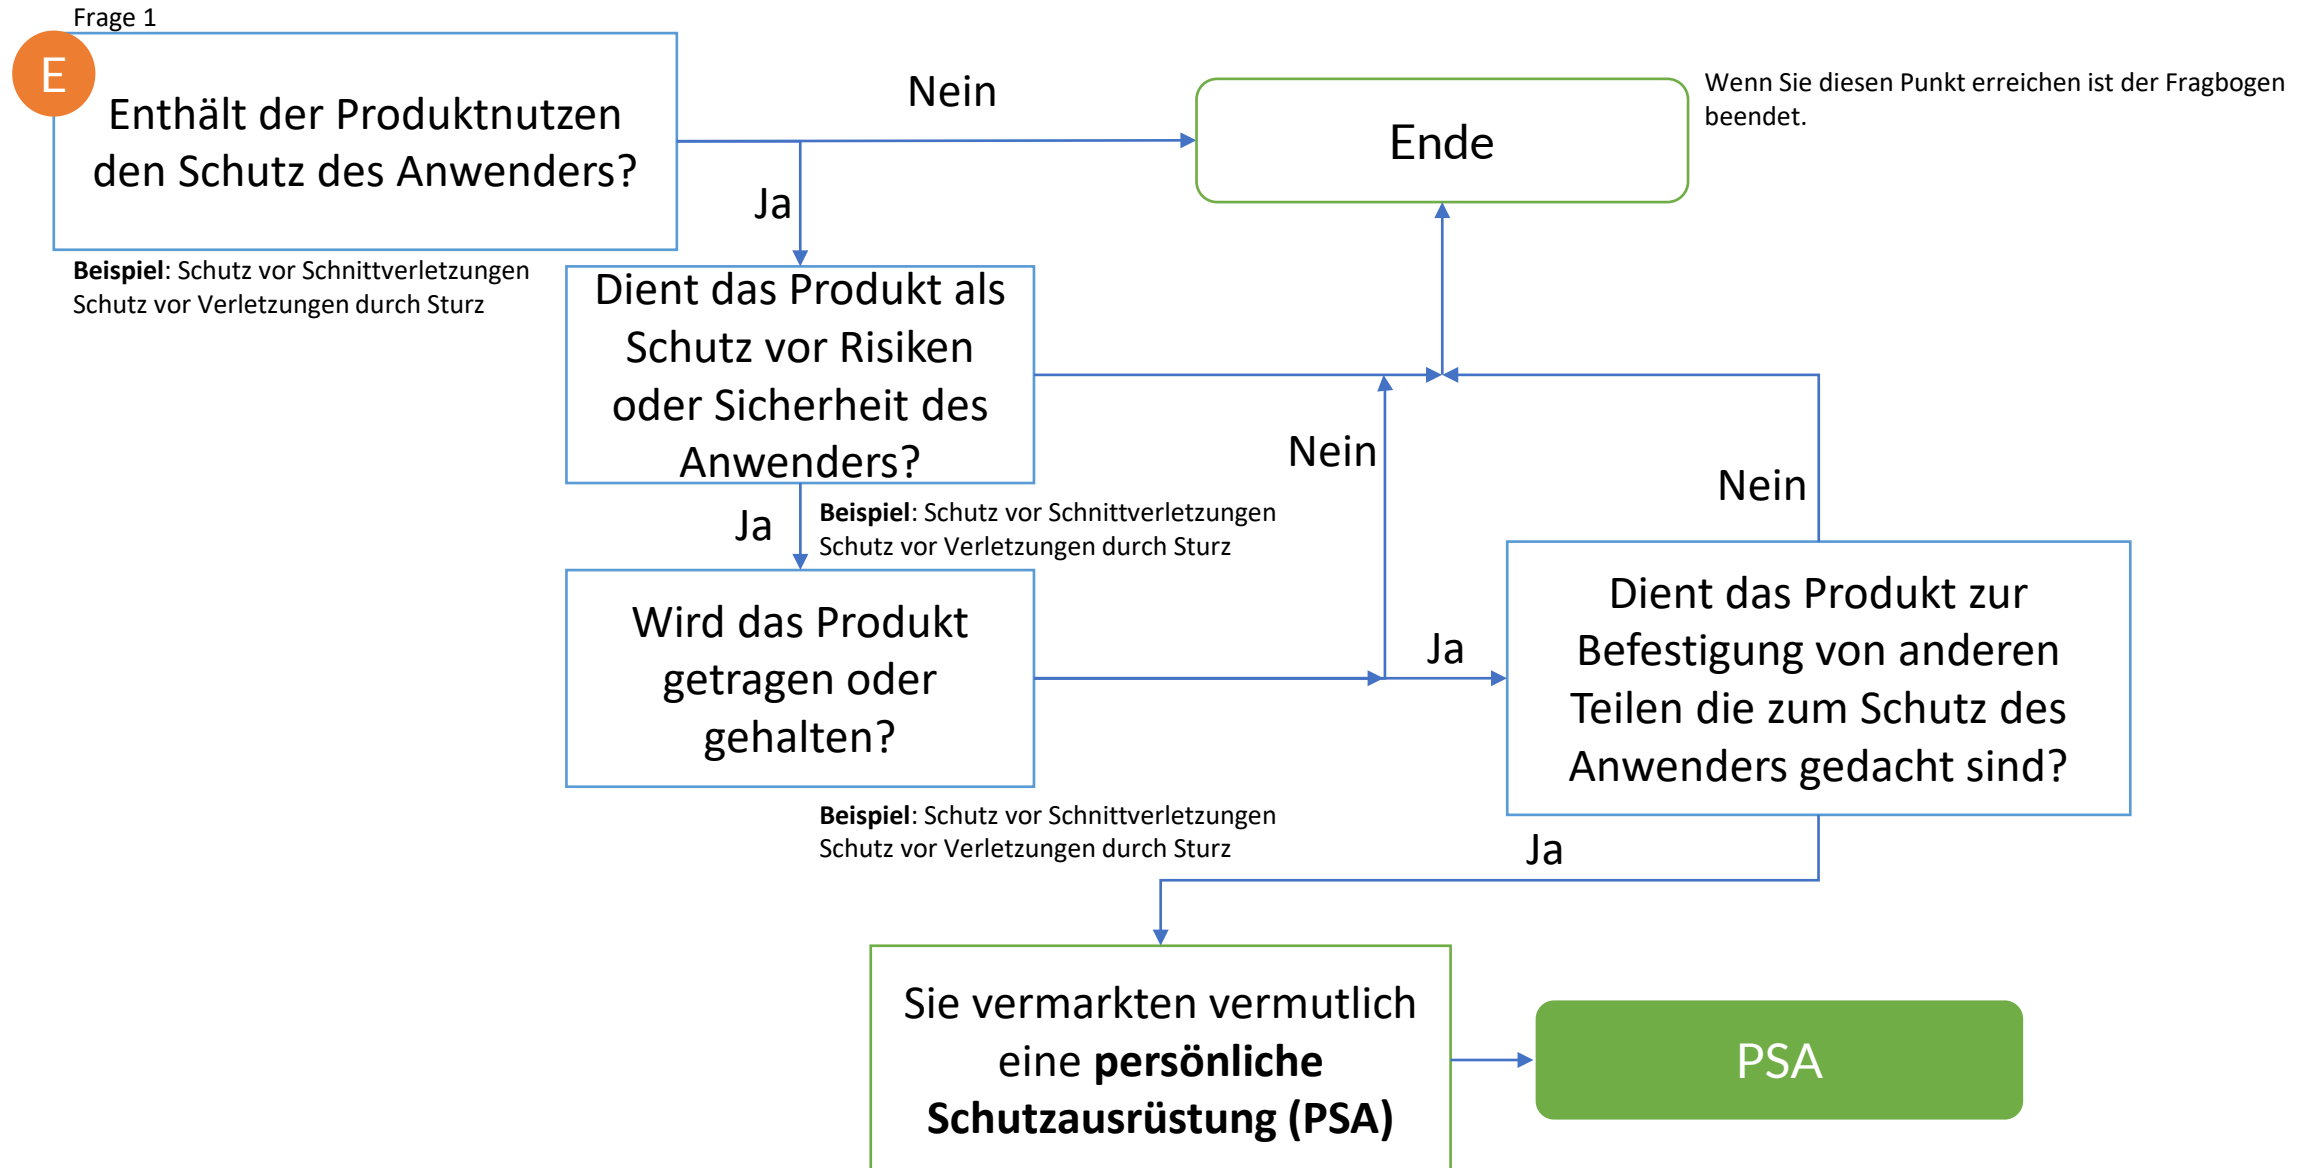 Frage 1
E
Enthält der Produktnutzen
den Schutz des Anwenders?
Nein
Ende
Wenn Sie diesen Punkt erreichen ist der Fragbogen
beendet.
Ja
Beispiel: Schutz vor Schnittverletzungen
Schutz vor Verletzungen durch Sturz
Dient das Produkt als
Schutz vor Risiken
oder Sicherheit des
Anwenders?
Nein
Nein
Ja
Beispiel: Schutz vor Schnittverletzungen
Schutz vor Verletzungen durch Sturz
Wird das Produkt
getragen oder
gehalten?
Ja
Dient das Produkt zur
Befestigung von anderen
Teilen die zum Schutz des
Anwenders gedacht sind?
Beispiel: Schutz vor Schnittverletzungen
Schutz vor Verletzungen durch Sturz
Ja
Sie vermarkten vermutlich
eine persönliche
Schutzausrüstung (PSA)
PSA